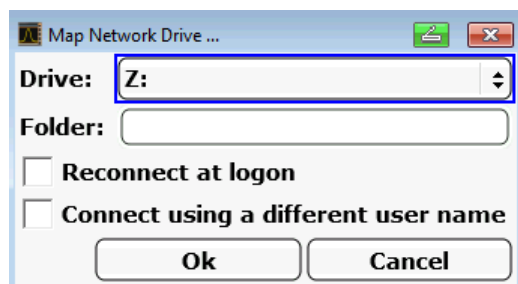 Map Network Drive ...
Drive: Z:
Folder:
Reconnect at logon
Connect using a different user name
Ok Cancel